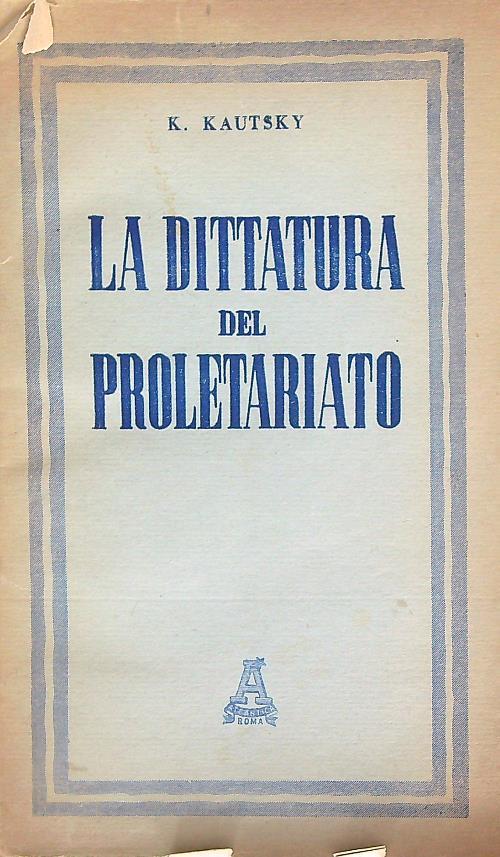 K. KAUTSKY
LA DITTATURA
DEL
PROLETARIATO
A
ROMA